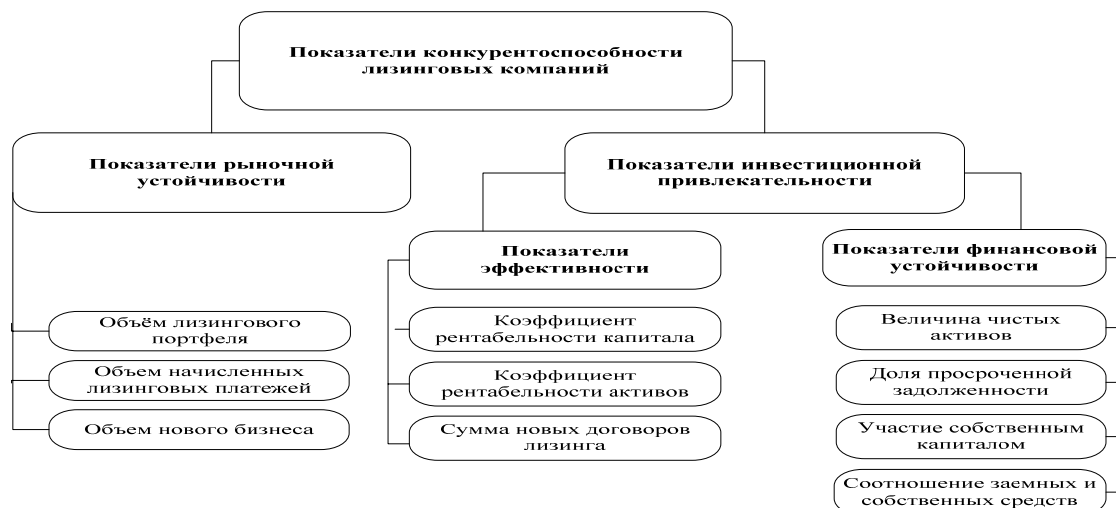 Показатели конкурентоспособности
лизинговых компаний
Показатели рыночной
устойчивости
Показатели инвестиционной
привлекательности
Показатели
эффективности
Показатели финансовой
устойчивости
Объём лизингового
портфеля
Объем начисленных
лизинговых платежей
Объем нового бизнеса
Коэффициент
рентабельности капитала
Коэффициент
рентабельности активов
Сумма новых договоров
лизинга
Величина чистых
активов
Доля просроченной
задолженности
Участие собственным
капиталом
Соотношение заемных и
собственных средств